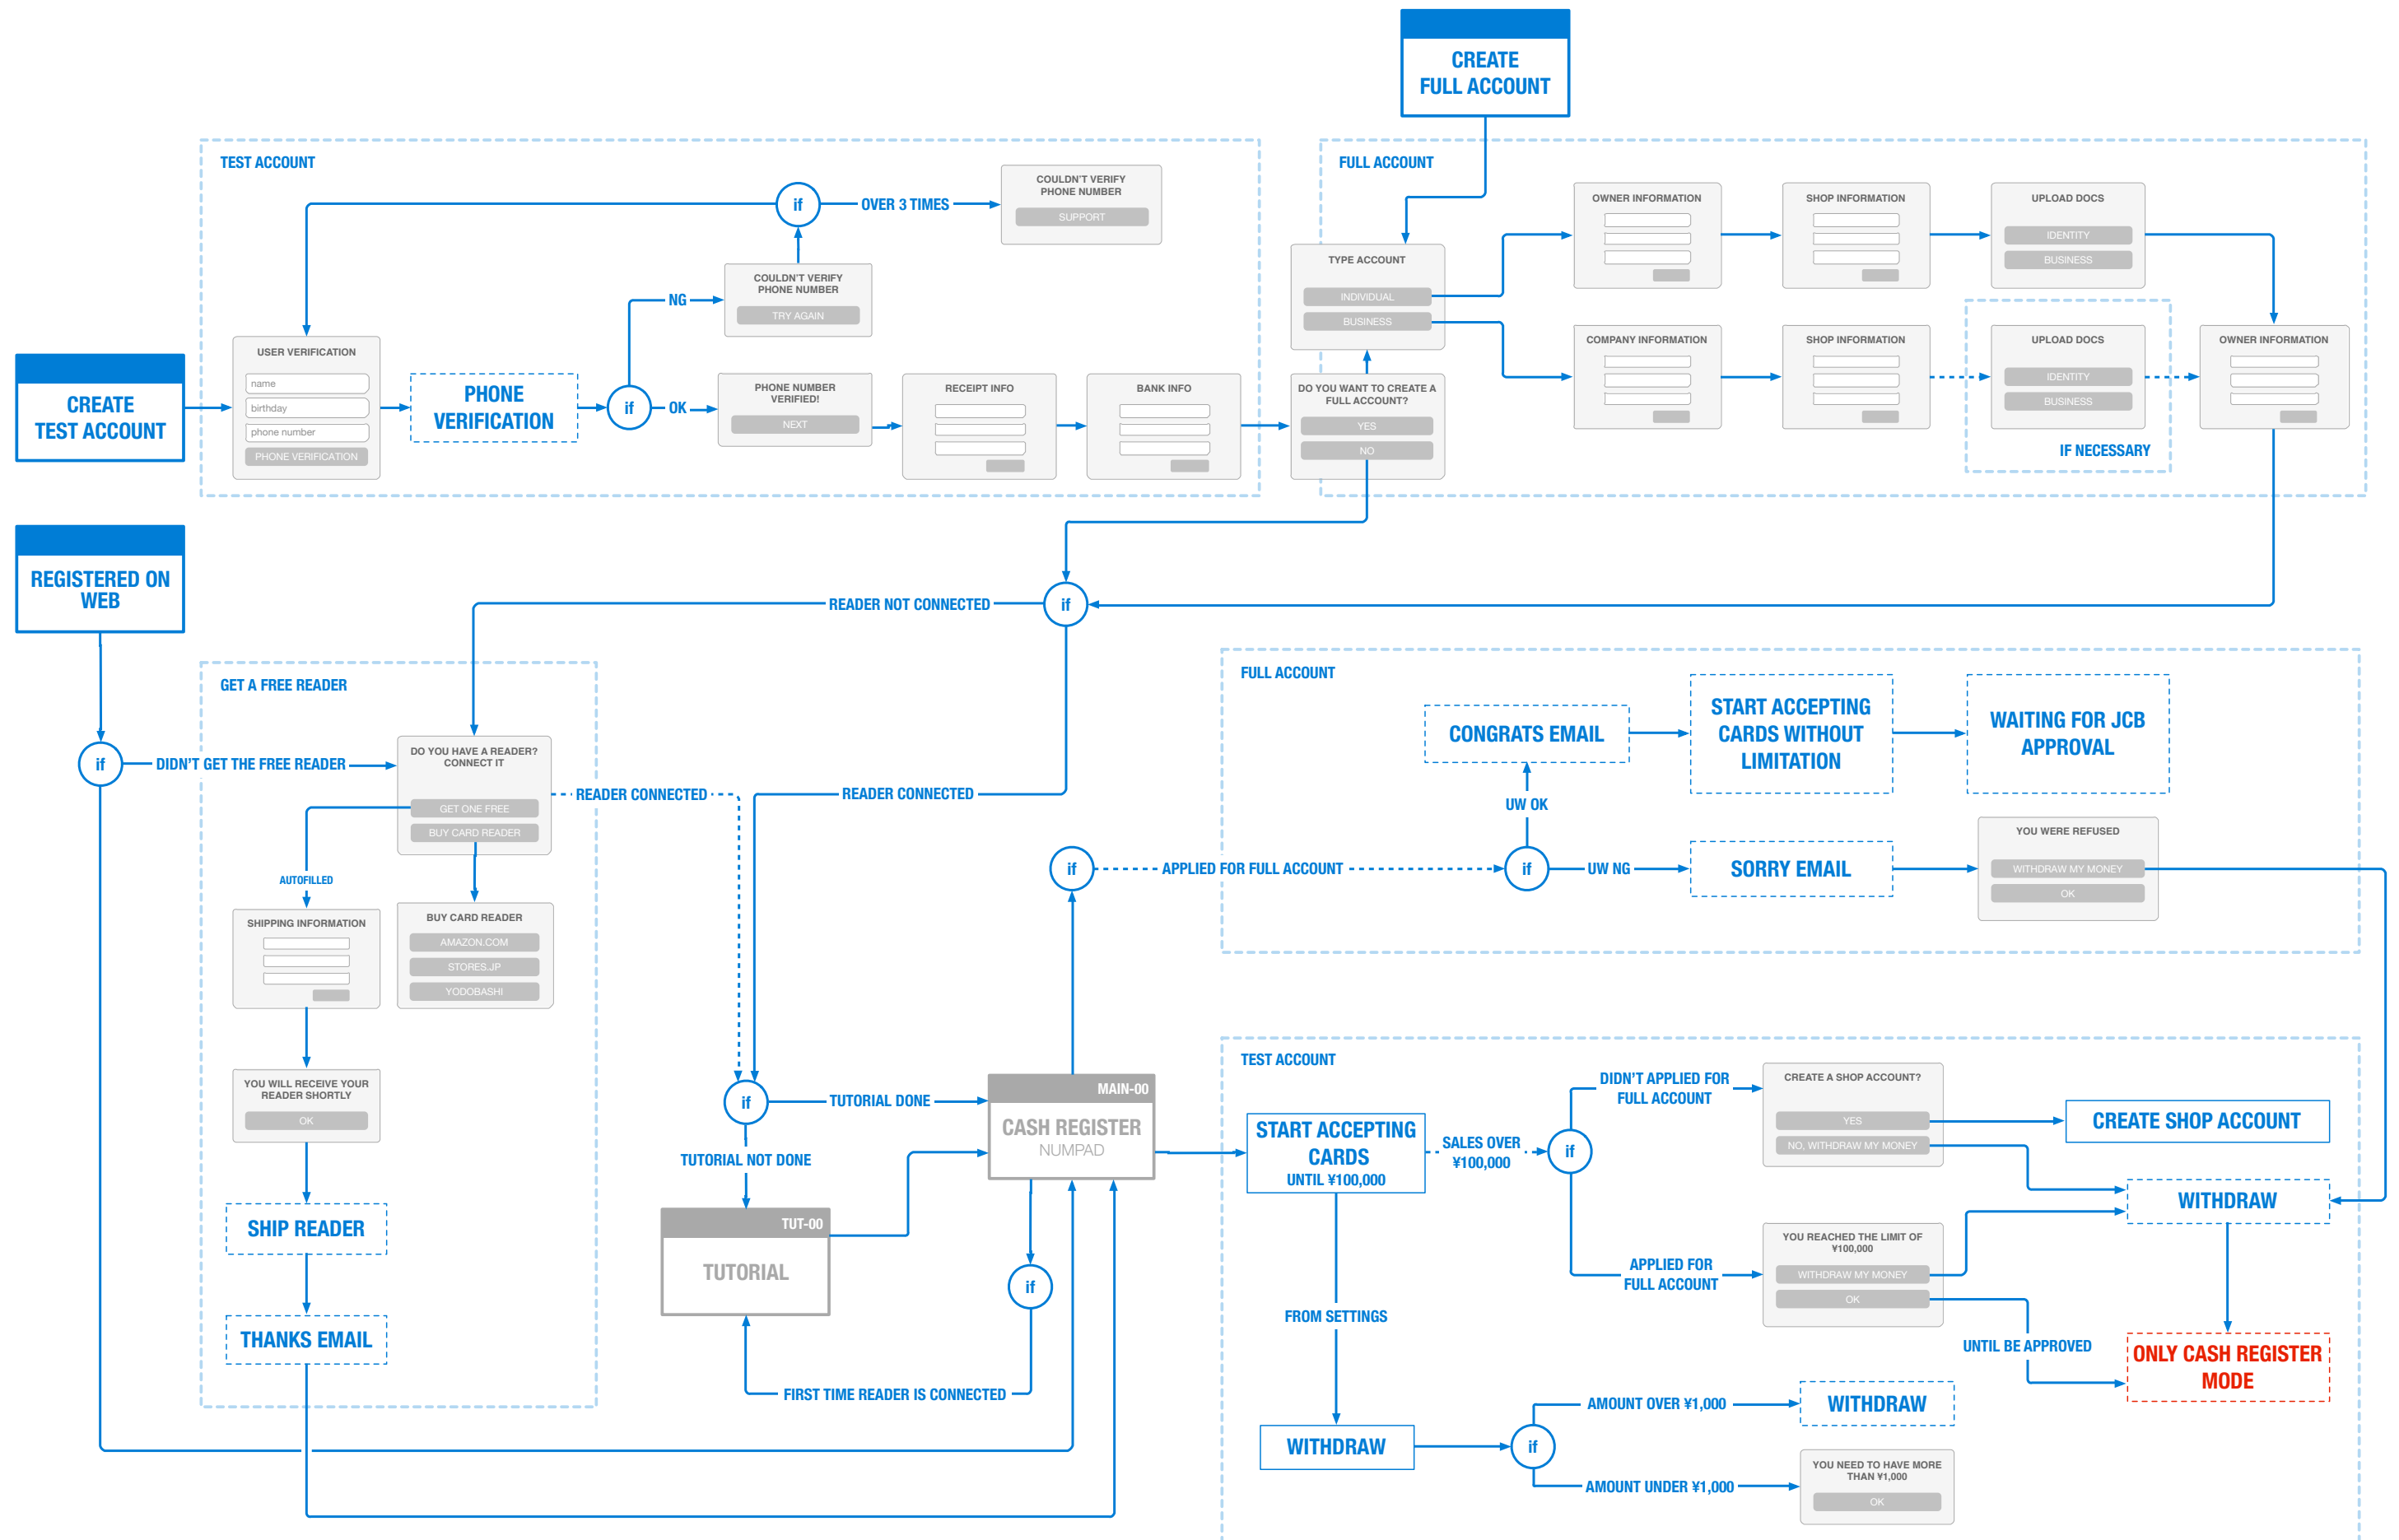 CREATE
FULL ACCOUNT
TEST ACCOUNT
COULDN'T VERIFY
PHONE NUMBER
SUPPORT
if
OVER 3 TIMES
COULDN'T VERIFY
PHONE NUMBER
TRY AGAIN
NG
USER VERIFICATION
name
birthday
phone number
PHONE VERIFICATION
CREATE
TEST ACCOUNT
PHONE
VERIFICATION
if
OK
PHONE NUMBER
VERIFIED!
NEXT
RECEIPT INFO
BANK INFO
FULL ACCOUNT
TYPE ACCOUNT
INDIVIDUAL
BUSINESS
DO YOU WANT TO CREATE A
FULL ACCOUNT?
YES
NO
OWNER INFORMATION
SHOP INFORMATION
UPLOAD DOCS
IDENTITY
BUSINESS
COMPANY INFORMATION
SHOP INFORMATION
UPLOAD DOCS
IDENTITY
BUSINESS
IF NECESSARY
OWNER INFORMATION
REGISTERED ON
WEB
READER NOT CONNECTED
if
GET A FREE READER
if
DIDN'T GET THE FREE READER
DO YOU HAVE A READER?
CONNECT IT
GET ONE FREE
BUY CARD READER
READER CONNECTED
READER CONNECTED
AUTOFILLED
SHIPPING INFORMATION
BUY CARD READER
AMAZON.COM
STORES.JP
YODOBASHI
YOU WILL RECEIVE YOUR
READER SHORTLY
OK
SHIP READER
THANKS EMAIL
if
TUTORIAL DONE
TUTORIAL NOT DONE
TUT-00
TUTORIAL
MAIN-00
CASH REGISTER
NUMPAD
if
FIRST TIME READER IS CONNECTED
if
APPLIED FOR FULL ACCOUNT
FULL ACCOUNT
CONGRATS EMAIL
START ACCEPTING
CARDS WITHOUT
LIMITATION
WAITING FOR JCB
APPROVAL
UW OK
if
UW NG
SORRY EMAIL
YOU WERE REFUSED
WITHDRAW MY MONEY
OK
TEST ACCOUNT
START ACCEPTING
CARDS
UNTIL ¥100,000
SALES OVER
¥100,000
if
DIDN'T APPLIED FOR
FULL ACCOUNT
CREATE A SHOP ACCOUNT?
YES
NO, WITHDRAW MY MONEY
CREATE SHOP ACCOUNT
WITHDRAW
APPLIED FOR
FULL ACCOUNT
YOU REACHED THE LIMIT OF
¥100,000
WITHDRAW MY MONEY
OK
UNTIL BE APPROVED
ONLY CASH REGISTER
MODE
FROM SETTINGS
WITHDRAW
if
AMOUNT OVER ¥1,000
WITHDRAW
AMOUNT UNDER ¥1,000
YOU NEED TO HAVE MORE
THAN ¥1,000
OK